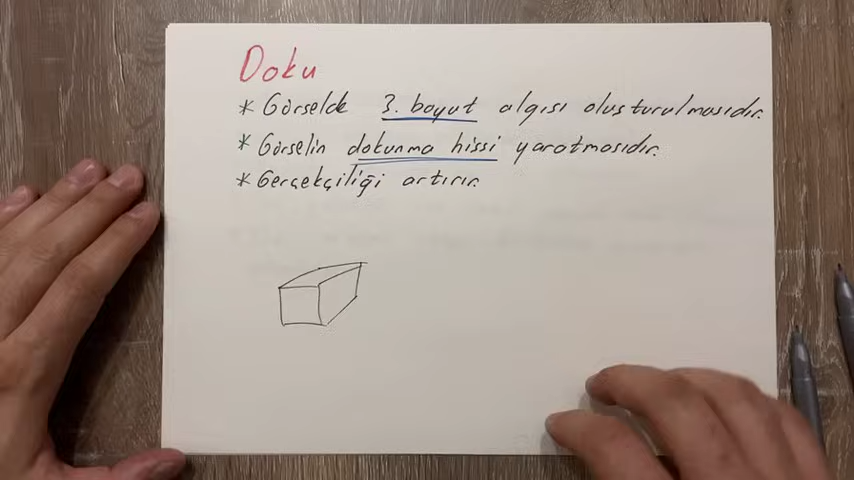 Doku
* Görselde 3. boyut algısı oluşturulmasıdır.
* Görselin dokunma hissi yaratmasıdır.
* Gerçekçiliği artırır.